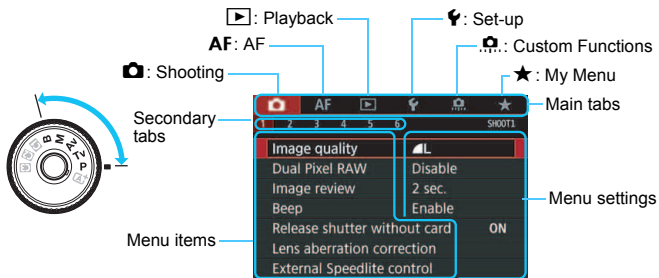 : Playback
: Set-up
AF: AF
: Custom Functions
: Shooting
: My Menu
AF
Main tabs
Secondary
tabs
1 2 3 4 5 6 SHOOT1
Image quality L
Dual Pixel RAW Disable
Image review 2 sec.
Menu settings
Beep Enable
Release shutter without card ON
Menu items
Lens aberration correction
External Speedlite control
B M Av Tv P A+